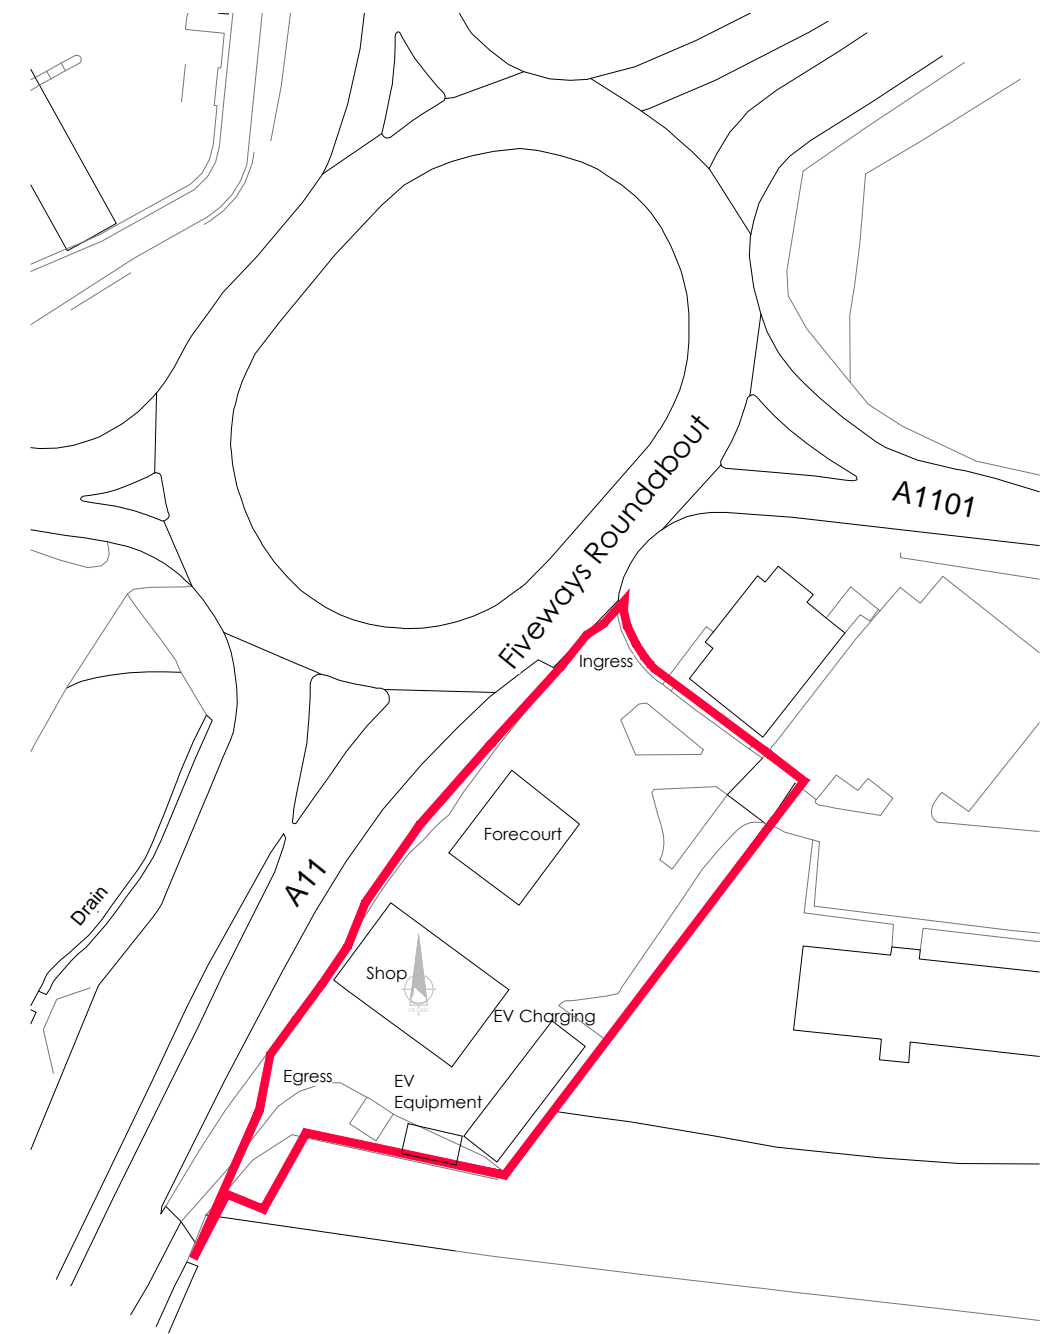 A1101
Fiveways Roundabout
Ingress
Forecourt
A11
Drain
Shop
EV Charging
Egress
EV
Equipment